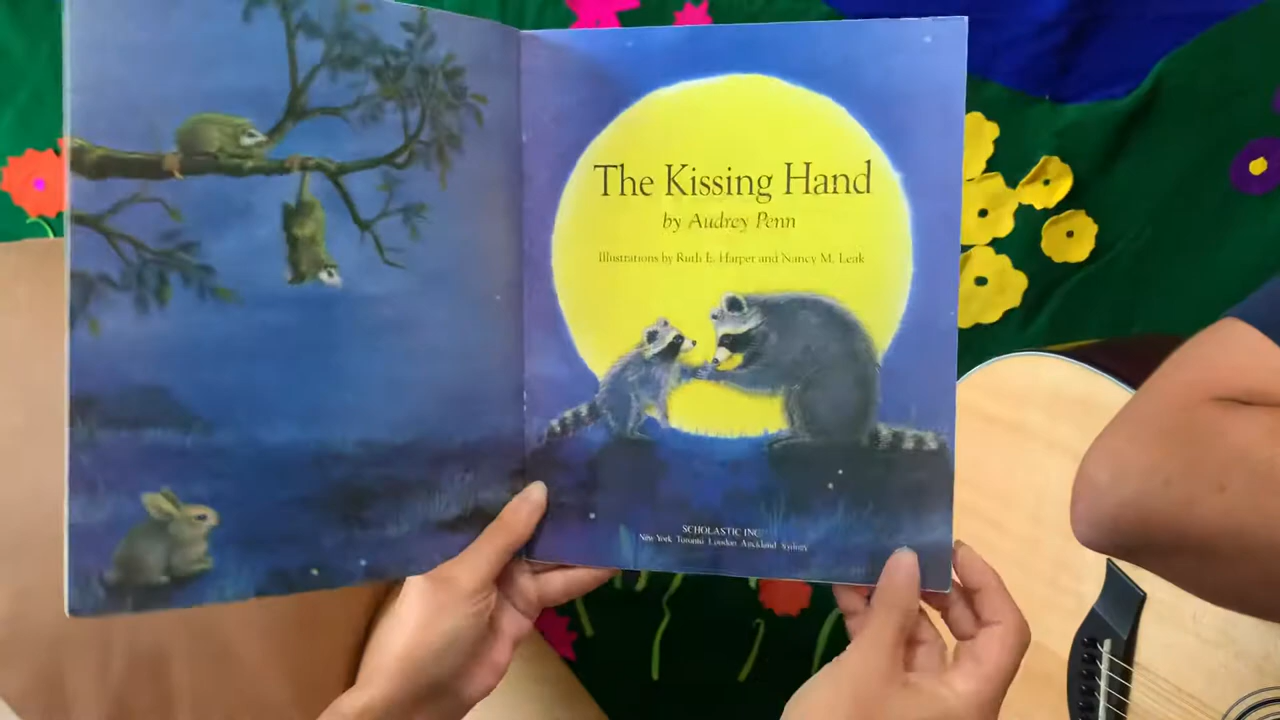 The Kissing Hand
by Audrey Penn
Illustrations by Ruth E. Harper and Nancy M. Leak
SCHOLASTIC INC.
New York Toronto London Auckland Sydney